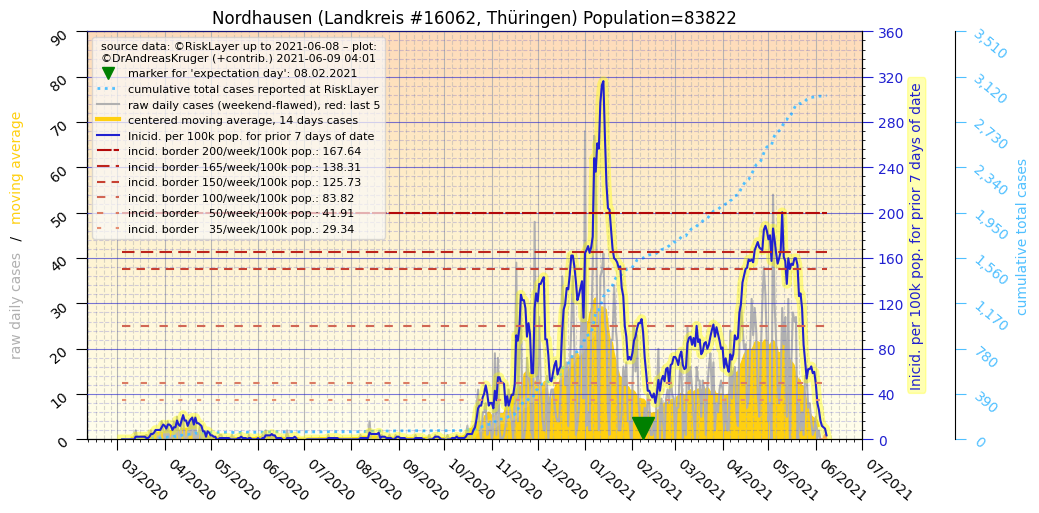 Nordhausen (Landkreis #16062, Thüringen) Population=83822
source data: ©RiskLayer up to 2021-06-08 – plot:
©DrAndreasKruger (+contrib.) 2021-06-09 04:01
marker for 'expectation day': 08.02.2021
cumulative total cases reported at RiskLayer
raw daily cases (weekend-flawed), red: last 5
centered moving average, 14 days cases
Inicid. per 100k pop. for prior 7 days of date
incid. border 200/week/100k pop.: 167.64
incid. border 165/week/100k pop.: 138.31
incid. border 150/week/100k pop.: 125.73
incid. border 100/week/100k pop.: 83.82
incid. border   50/week/100k pop.: 41.91
incid. border   35/week/100k pop.: 29.34
raw daily cases  /  moving average
90
80
70
60
50
40
30
20
10
0
360
320
280
240
200
160
120
80
40
0
Inicid. per 100k pop. for prior 7 days of date
3,510
3,120
2,730
2,340
1,950
1,560
1,170
780
390
0
cumulative total cases
03/2020
04/2020
05/2020
06/2020
07/2020
08/2020
09/2020
10/2020
11/2020
12/2020
01/2021
02/2021
03/2021
04/2021
05/2021
06/2021
07/2021